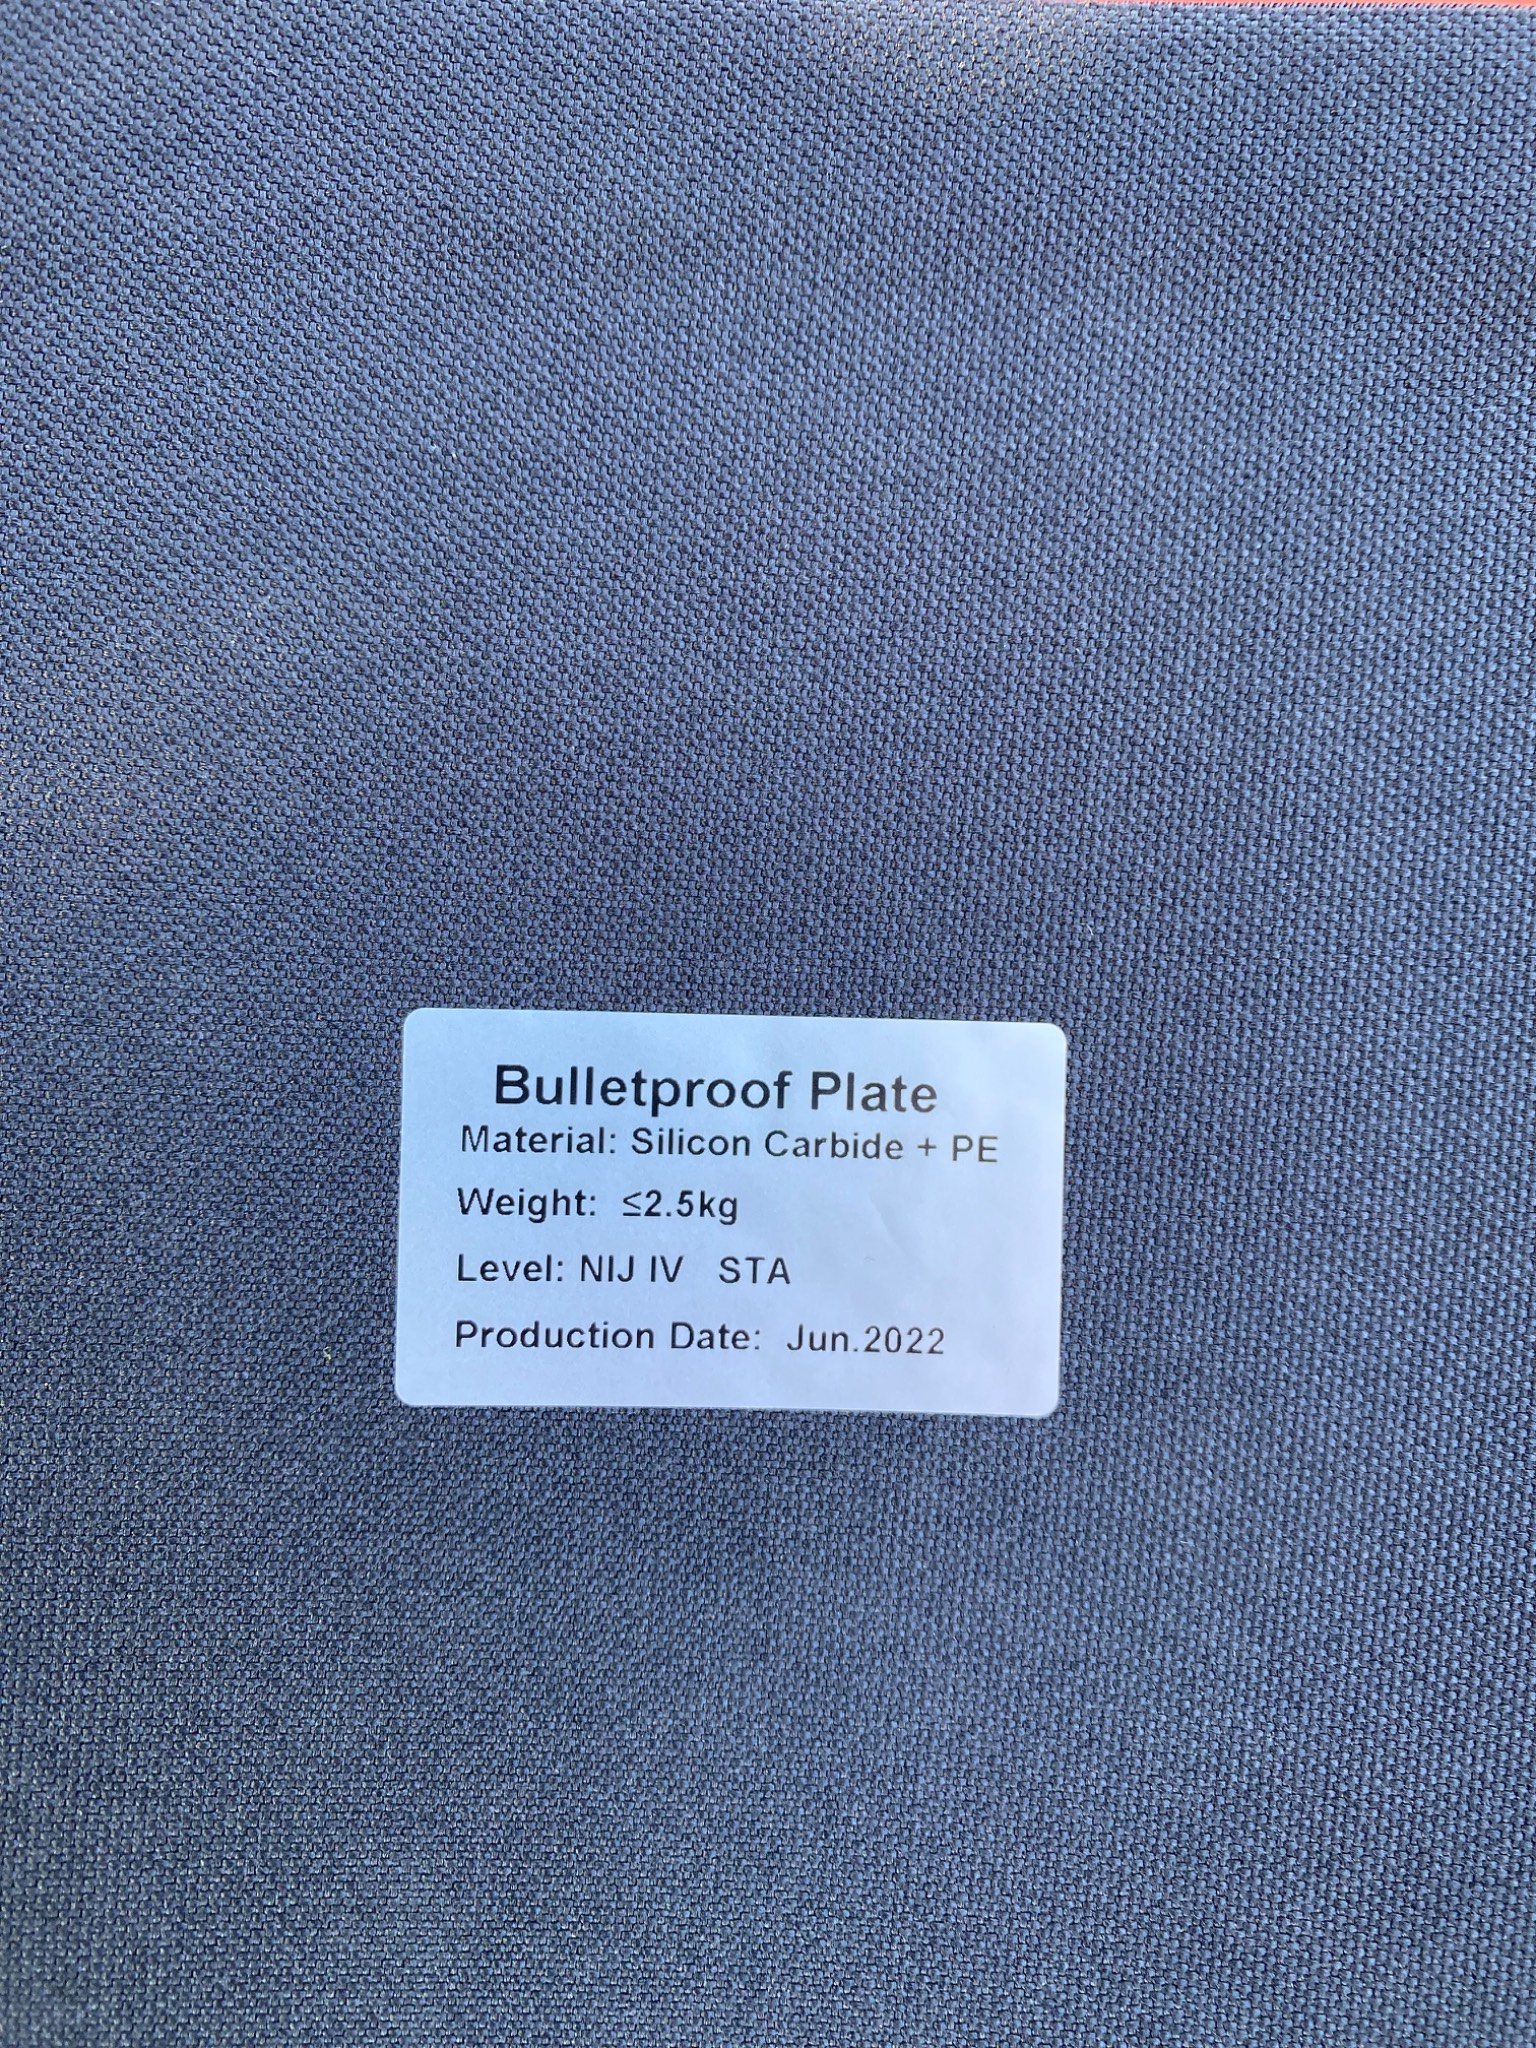 Bulletproof Plate
Material: Silicon Carbide + PE
Weight: ≤2.5kg
Level: NIJ IV STA
Production Date: Jun.2022